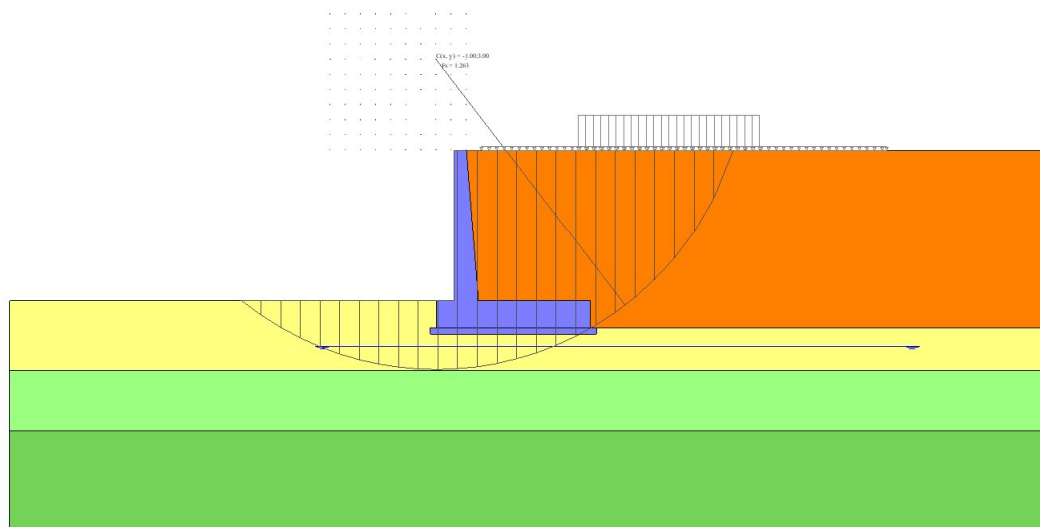 C(x, y) = -1.00;3.00
Fs = 1.263